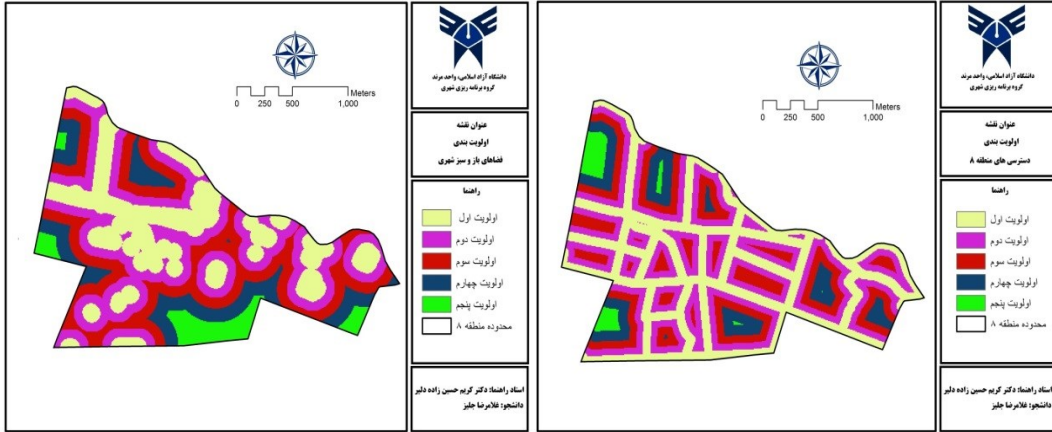 Meters
0 250 500 1,000
دانشگاه آزاد اسلامی، واحد مرند
گروه برنامه ریزی شهری
عنوان نقشه
اولویت بندی
فضاهای باز و سبز شهری
راهنما
اولویت اول
اولویت دوم
اولویت سوم
اولویت چهارم
اولویت پنجم
محدوده منطقه ۸
استاد راهنما: دکتر کریم حسین زاده دلیر
دانشجو: غلامرضا جلیز
Meters
0 250 500 1,000
دانشگاه آزاد اسلامی، واحد مرند
گروه برنامه ریزی شهری
عنوان نقشه
اولویت بندی
دسترسی های منطقه ۸
راهنما
اولویت اول
اولویت دوم
اولویت سوم
اولویت چهارم
اولویت پنجم
محدوده منطقه ۸
استاد راهنما: دکتر کریم حسین زاده دلیر
دانشجو: غلامرضا جلیز